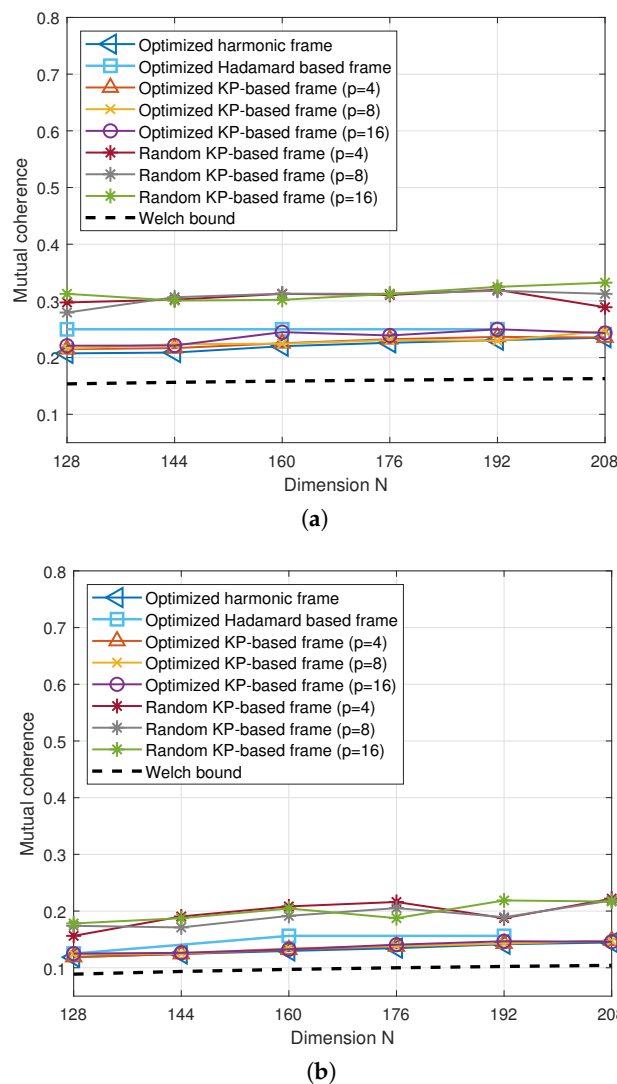 0.8
0.7
0.6
0.5
0.4
0.3
0.2
0.1
Mutual coherence
Optimized harmonic frame
Optimized Hadamard based frame
Optimized KP-based frame (p=4)
Optimized KP-based frame (p=8)
Optimized KP-based frame (p=16)
Random KP-based frame (p=4)
Random KP-based frame (p=8)
Random KP-based frame (p=16)
Welch bound
128 144 160 176 192 208
Dimension N
(a)
0.8
0.7
0.6
0.5
0.4
0.3
0.2
0.1
Mutual coherence
Optimized harmonic frame
Optimized Hadamard based frame
Optimized KP-based frame (p=4)
Optimized KP-based frame (p=8)
Optimized KP-based frame (p=16)
Random KP-based frame (p=4)
Random KP-based frame (p=8)
Random KP-based frame (p=16)
Welch bound
128 144 160 176 192 208
Dimension N
(b)